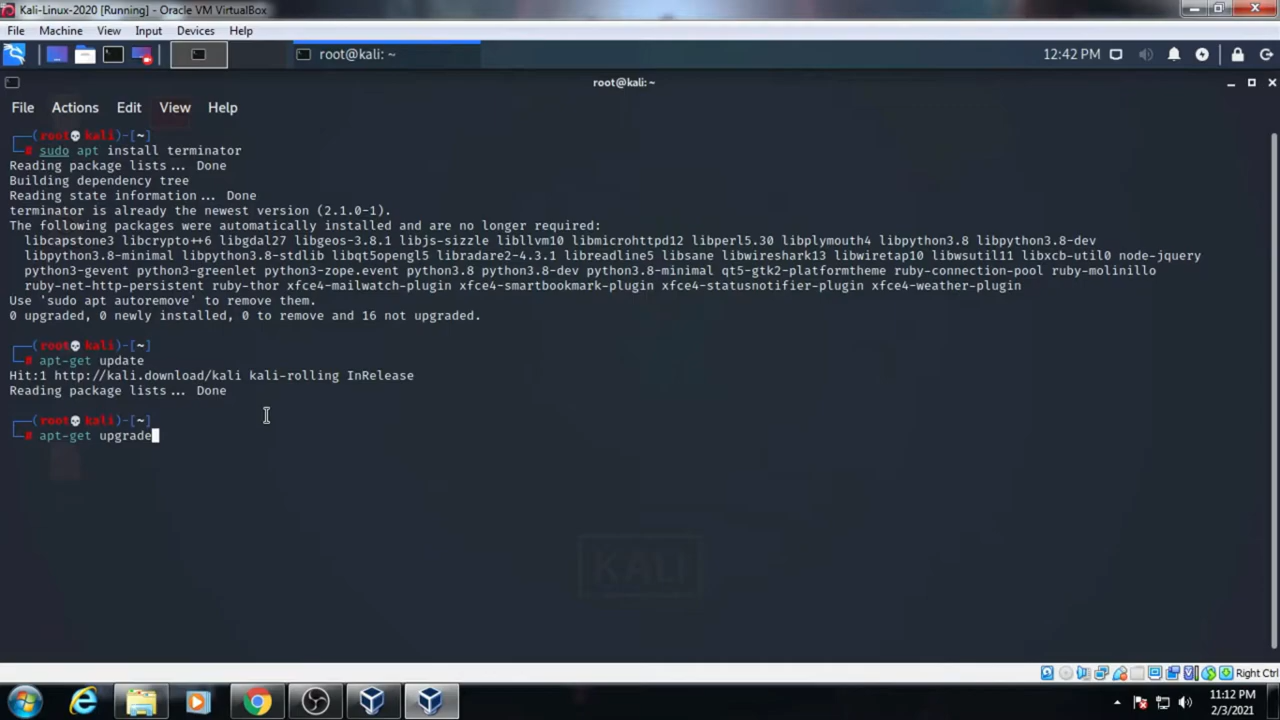 Kali-Linux-2020 [Running] - Oracle VM VirtualBox
File Machine View Input Devices Help
root@kali: ~
12:42 PM
root@kali: ~
File Actions Edit View Help
┌──(root💀kali)-[~]
└─# sudo apt install terminator
Reading package lists... Done
Building dependency tree
Reading state information... Done
terminator is already the newest version (2.1.0-1).
The following packages were automatically installed and are no longer required:
libcapstone3 libcrypto++6 libgdal27 libgeos-3.8.1 libjs-sizzle libllvm10 libmicrohttpd12 libperl5.30 libplymouth4 libpython3.8 libpython3.8-dev
libpython3.8-minimal libpython3.8-stdlib libqt5opengl5 libradare2-4.3.1 libreadline5 libsane libwireshark13 libwiretap10 libwsutil11 libxcb-util0 node-jquery
python3-gevent python3-greenlet python3-zope.event python3.8 python3.8-dev python3.8-minimal qt5-gtk2-platformtheme ruby-connection-pool ruby-molinillo
ruby-net-http-persistent ruby-thor xfce4-mailwatch-plugin xfce4-smartbookmark-plugin xfce4-statusnotifier-plugin xfce4-weather-plugin
Use 'sudo apt autoremove' to remove them.
0 upgraded, 0 newly installed, 0 to remove and 16 not upgraded.
┌──(root💀kali)-[~]
└─# apt-get update
Hit:1 http://kali.download/kali kali-rolling InRelease
Reading package lists... Done
┌──(root💀kali)-[~]
└─# apt-get upgrade
KALI
Right Ctrl
11:12 PM
2/3/2021